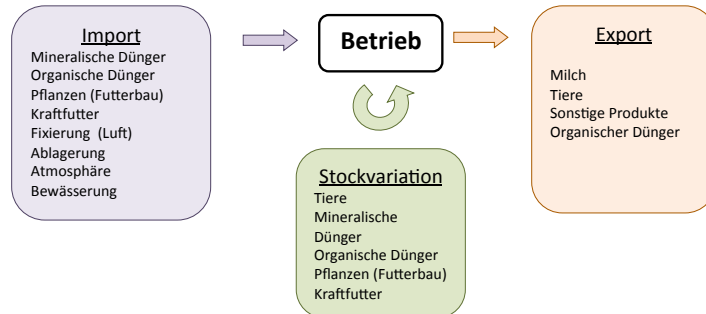 Import
Mineralische Dünger
Organische Dünger
Pflanzen (Futterbau)
Kraftfutter
Fixierung (Luft)
Ablagerung
Atmosphäre
Bewässerung
Betrieb
Stockvariation
Tiere
Mineralische
Dünger
Organische Dünger
Pflanzen (Futterbau)
Kraftfutter
Export
Milch
Tiere
Sonstige Produkte
Organischer Dünger